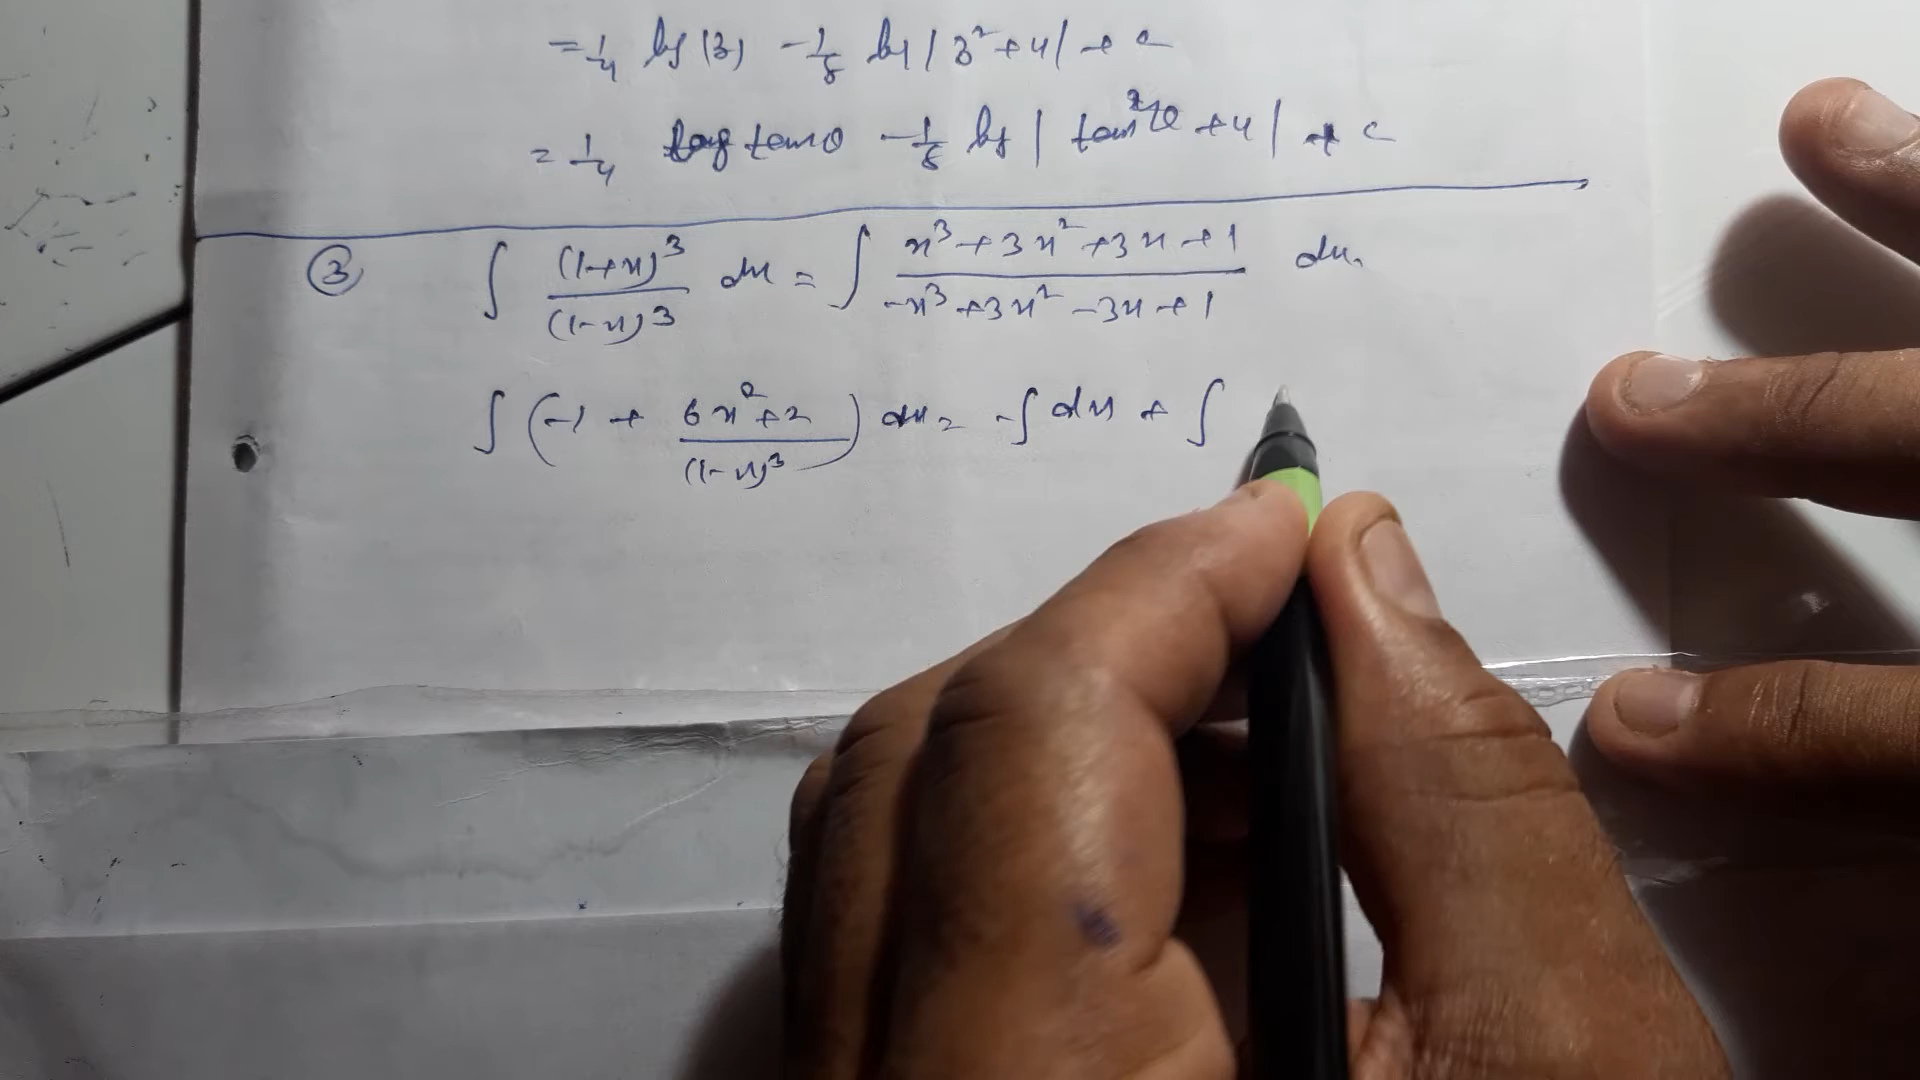 = 1/4 log |z| - 1/8 log | z² + 4 | + c
= 1/4 log tanθ - 1/8 log | tan²θ + 4 | + c
③ ∫ (1+x)³/(1-x)³ dx = ∫ (x³ + 3x² + 3x + 1)/(-x³ + 3x² - 3x + 1) dx.
∫ (-1 + (6x² + 2)/(1-x)³) dx = -∫ dx + ∫